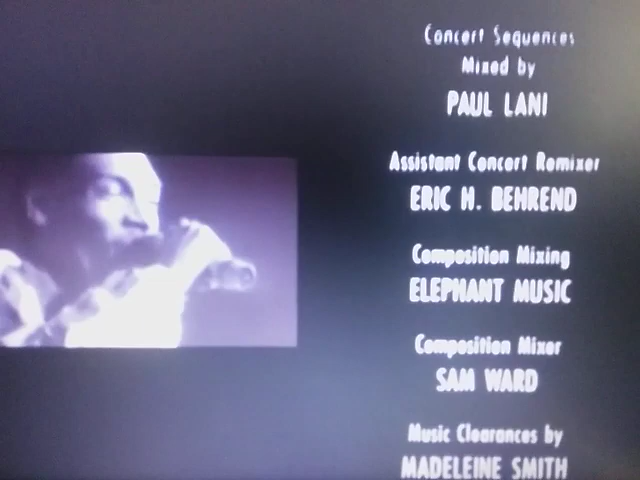 Concert Sequences
Mixed by
PAUL LANI
Assistant Concert Remixer
ERIC H. BEHREND
Composition Mixing
ELEPHANT MUSIC
Composition Mixer
SAM WARD
Music Clearances by
MADELEINE SMITH